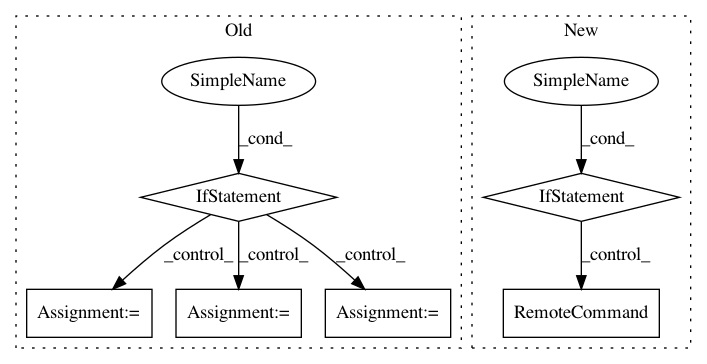 Old
New
SimpleName
SimpleName
_cond_
_cond_
IfStatement
IfStatement
_control_
_control_
_control_
_control_
Assignment:=
Assignment:=
Assignment:=
RemoteCommand